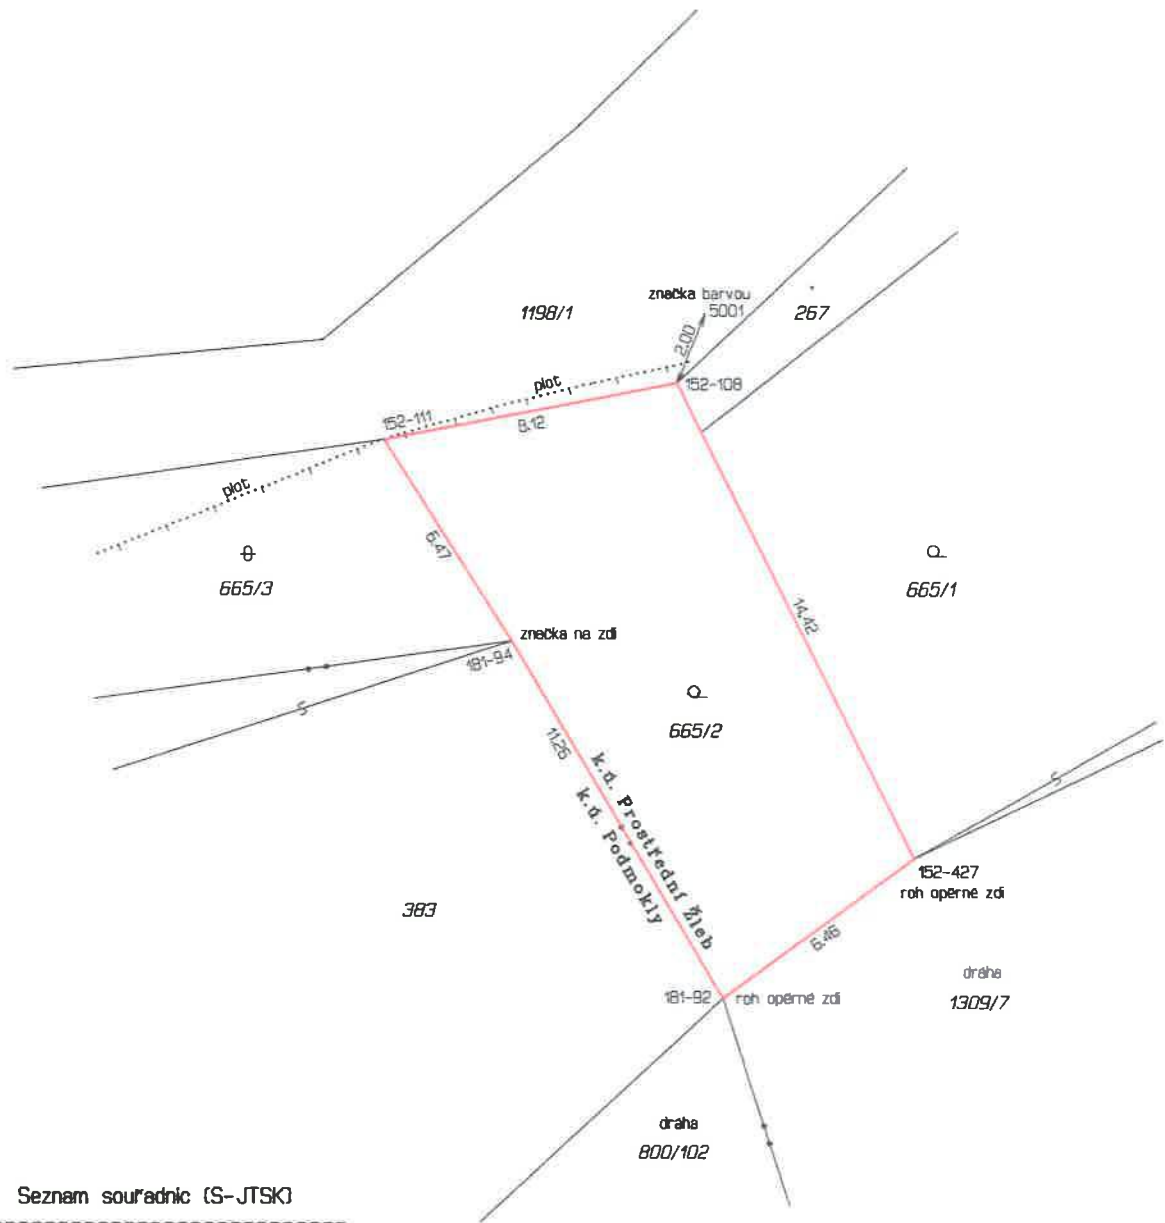 značka barvou
5001
1198/1
267
2.00
plot
152-108
152-111
8.12
plot
6.47
665/3
665/1
14.42
značka na zdi
181-94
665/2
11.26
k.ú. Prostřední Žleb
k.ú. Podmokly
152-427
roh opěrné zdi
383
6.46
dráha
1309/7
181-92
roh opěrné zdi
dráha
800/102
Seznam souřadnic (S-JTSK)